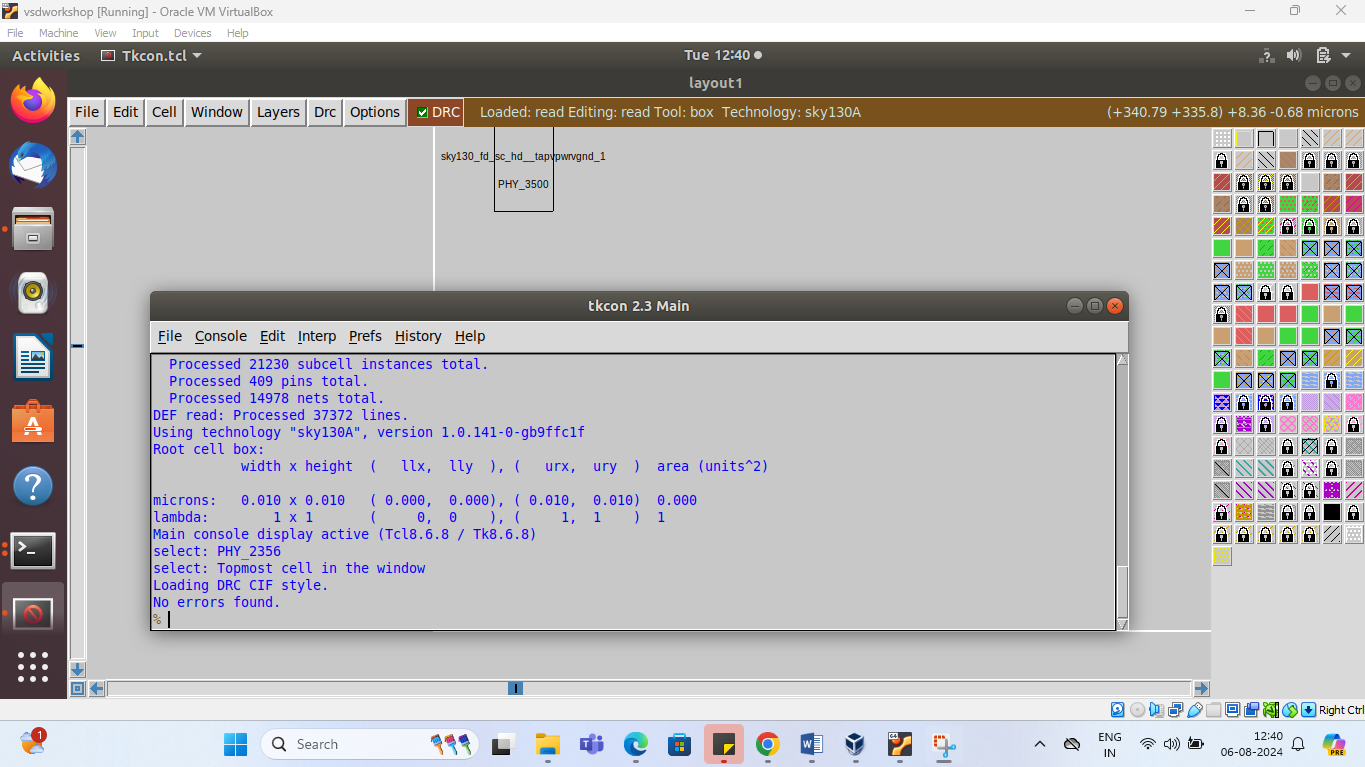 vsdworkshop [Running] - Oracle VM VirtualBox
File Machine View Input Devices Help
Activities Tkcon.tcl Tue 12:40
layout1
File Edit Cell Window Layers Drc Options DRC Loaded: read Editing: read Tool: box Technology: sky130A (+340.79 +335.8) +8.36 -0.68 microns
sky130_fd_sc_hd__tapvpwrvgnd_1
PHY_3500
tkcon 2.3 Main
File Console Edit Interp Prefs History Help
Processed 21230 subcell instances total.
Processed 409 pins total.
Processed 14978 nets total.
DEF read: Processed 37372 lines.
Using technology "sky130A", version 1.0.141-0-gb9ffc1f
Root cell box:
width x height ( llx, lly ), ( urx, ury ) area (units^2)
microns: 0.010 x 0.010 ( 0.000, 0.000), ( 0.010, 0.010) 0.000
lambda: 1 x 1 ( 0, 0 ), ( 1, 1 ) 1
Main console display active (Tcl8.6.8 / Tk8.6.8)
select: PHY_2356
select: Topmost cell in the window
Loading DRC CIF style.
No errors found.
%
Right Ctrl
1
Search
ENG
IN
12:40
06-08-2024
PRE